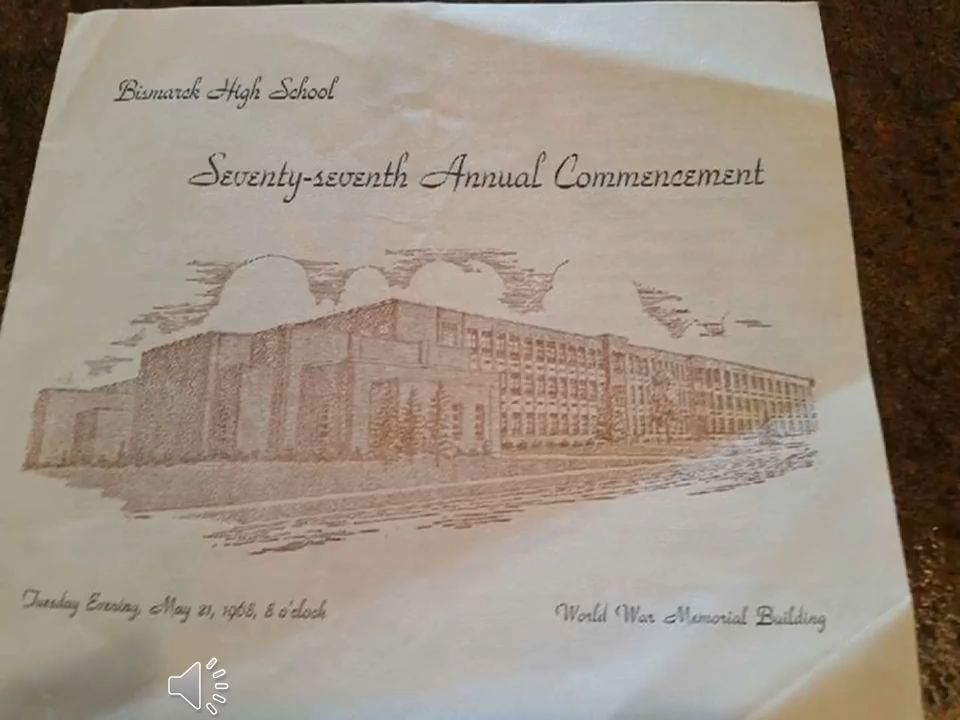 Bismarck High School
Seventy-seventh Annual Commencement
Tuesday Evening, May 21, 1968, 8 o'clock
World War Memorial Building